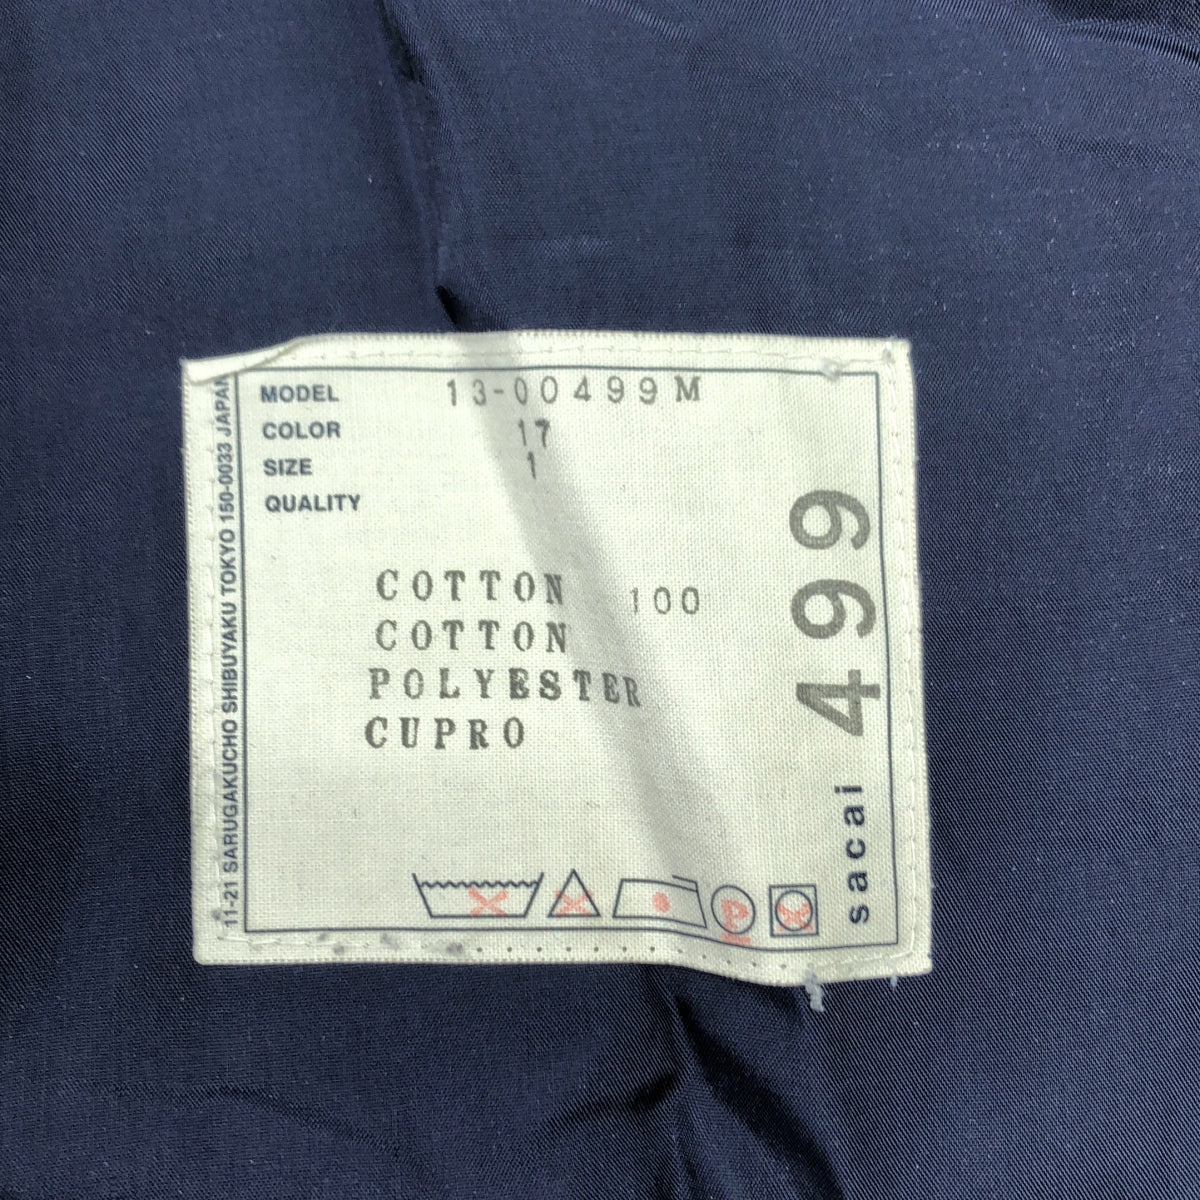 MODEL 13-00499M
COLOR 17
SIZE 1
QUALITY
COTTON 100
COTTON
POLYESTER
CUPRO
P
sacai 499
11-21 SARUGAKUCHO SHIBUYAKU TOKYO 150-0033 JAPAN